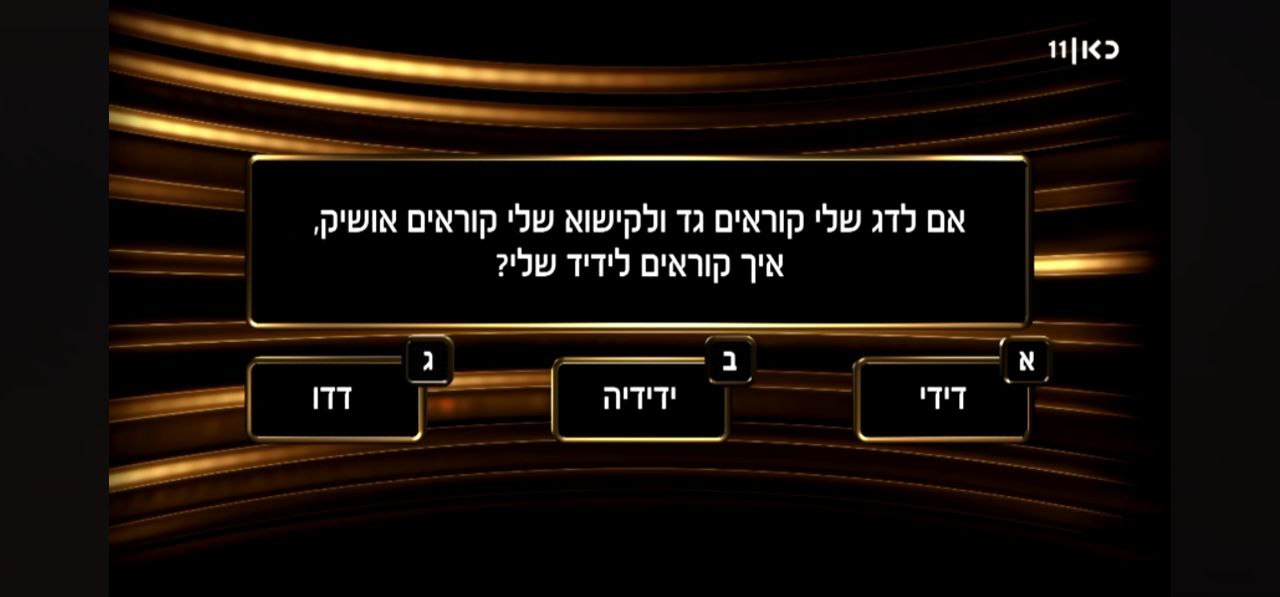 כאן 11
אם לדג שלי קוראים גד ולקישוא שלי קוראים אושיק,
איך קוראים לידיד שלי?
א
דידי
ב
ידידיה
ג
דדו